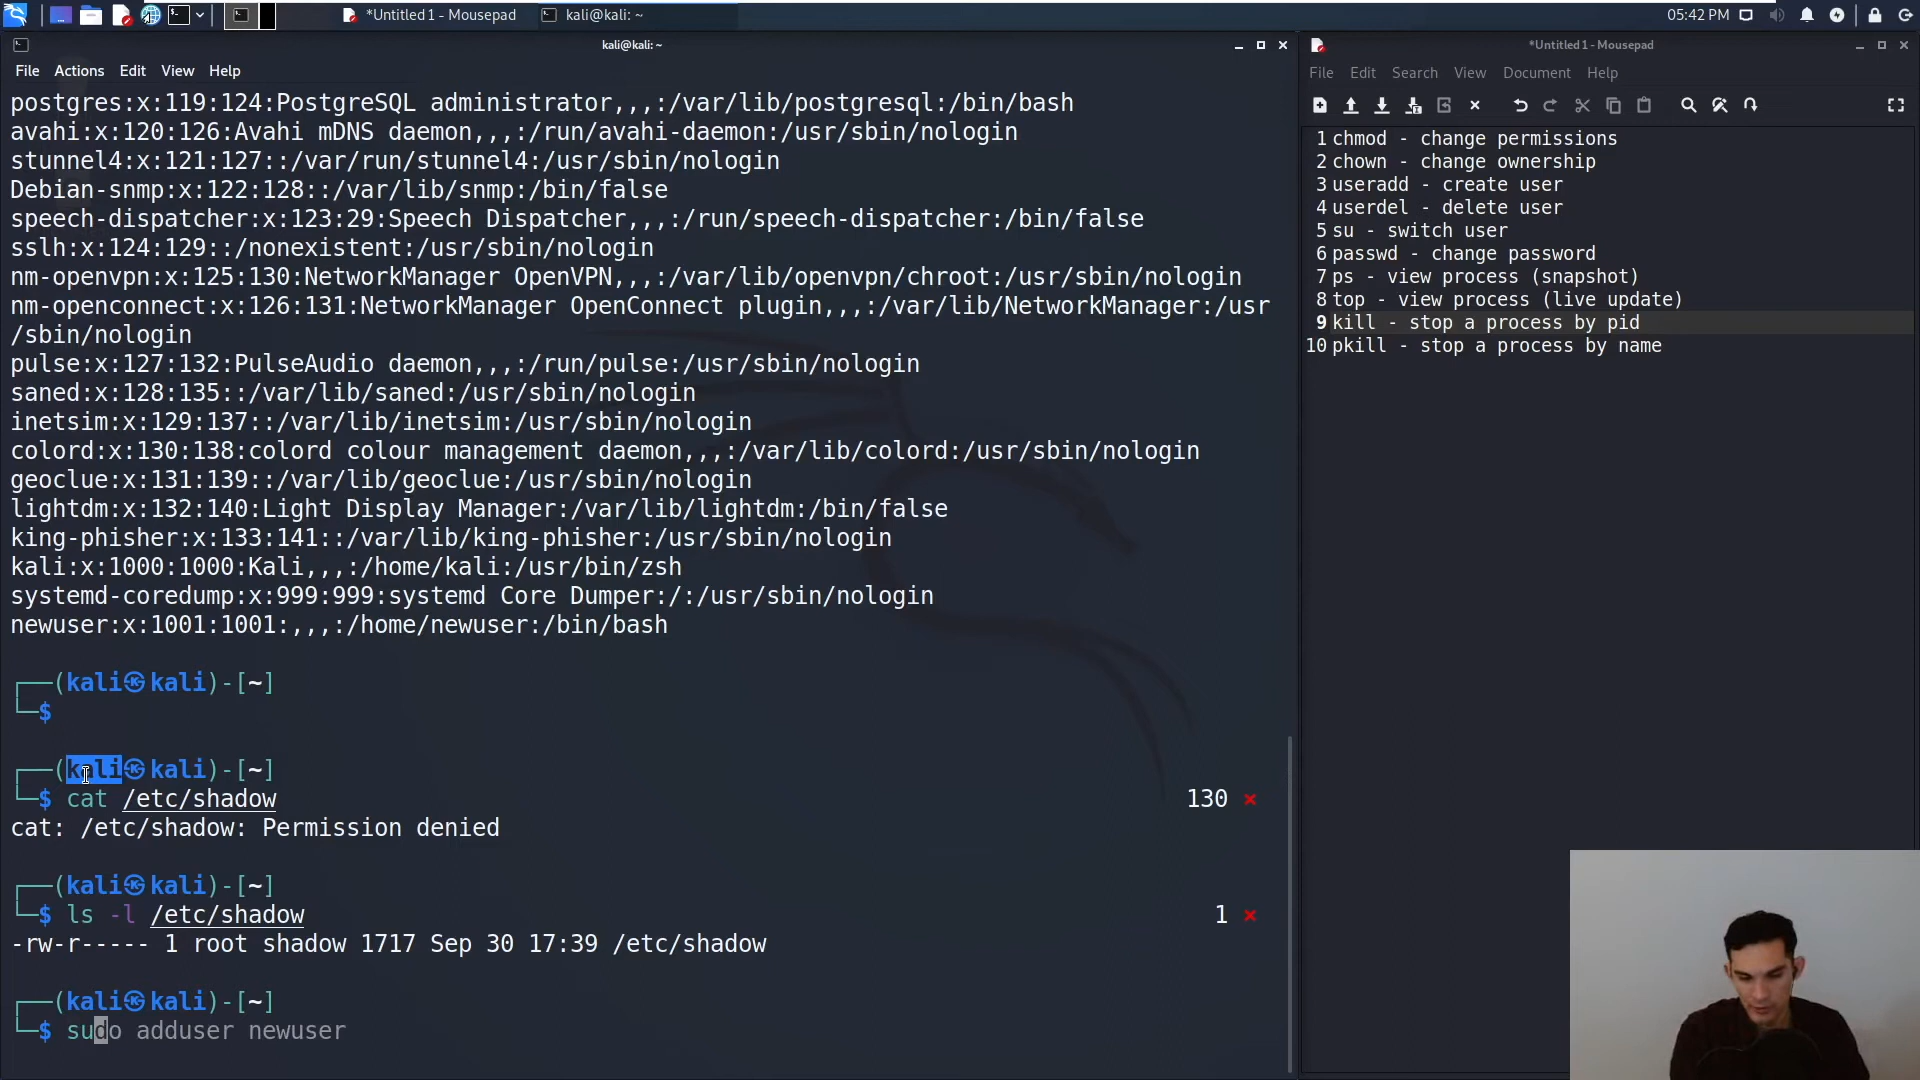 *Untitled 1 - Mousepad
kali@kali: ~
05:42 PM
kali@kali: ~
File Actions Edit View Help
postgres:x:119:124:PostgreSQL administrator,,,:/var/lib/postgresql:/bin/bash
avahi:x:120:126:Avahi mDNS daemon,,,:/run/avahi-daemon:/usr/sbin/nologin
stunnel4:x:121:127::/var/run/stunnel4:/usr/sbin/nologin
Debian-snmp:x:122:128::/var/lib/snmp:/bin/false
speech-dispatcher:x:123:29:Speech Dispatcher,,,:/run/speech-dispatcher:/bin/false
sslh:x:124:129::/nonexistent:/usr/sbin/nologin
nm-openvpn:x:125:130:NetworkManager OpenVPN,,,:/var/lib/openvpn/chroot:/usr/sbin/nologin
nm-openconnect:x:126:131:NetworkManager OpenConnect plugin,,,:/var/lib/NetworkManager:/usr
/sbin/nologin
pulse:x:127:132:PulseAudio daemon,,,:/run/pulse:/usr/sbin/nologin
saned:x:128:135::/var/lib/saned:/usr/sbin/nologin
inetsim:x:129:137::/var/lib/inetsim:/usr/sbin/nologin
colord:x:130:138:colord colour management daemon,,,:/var/lib/colord:/usr/sbin/nologin
geoclue:x:131:139::/var/lib/geoclue:/usr/sbin/nologin
lightdm:x:132:140:Light Display Manager:/var/lib/lightdm:/bin/false
king-phisher:x:133:141::/var/lib/king-phisher:/usr/sbin/nologin
kali:x:1000:1000:Kali,,,:/home/kali:/usr/bin/zsh
systemd-coredump:x:999:999:systemd Core Dumper:/:/usr/sbin/nologin
newuser:x:1001:1001:,,,:/home/newuser:/bin/bash
┌──(kali㉿kali)-[~]
└─$
┌──(kali㉿kali)-[~]
└─$ cat /etc/shadow 130 ⨯
cat: /etc/shadow: Permission denied
┌──(kali㉿kali)-[~]
└─$ ls -l /etc/shadow 1 ⨯
-rw-r----- 1 root shadow 1717 Sep 30 17:39 /etc/shadow
┌──(kali㉿kali)-[~]
└─$ sudo adduser newuser
*Untitled 1 - Mousepad
File Edit Search View Document Help
1 chmod - change permissions
2 chown - change ownership
3 useradd - create user
4 userdel - delete user
5 su - switch user
6 passwd - change password
7 ps - view process (snapshot)
8 top - view process (live update)
9 kill - stop a process by pid
10 pkill - stop a process by name